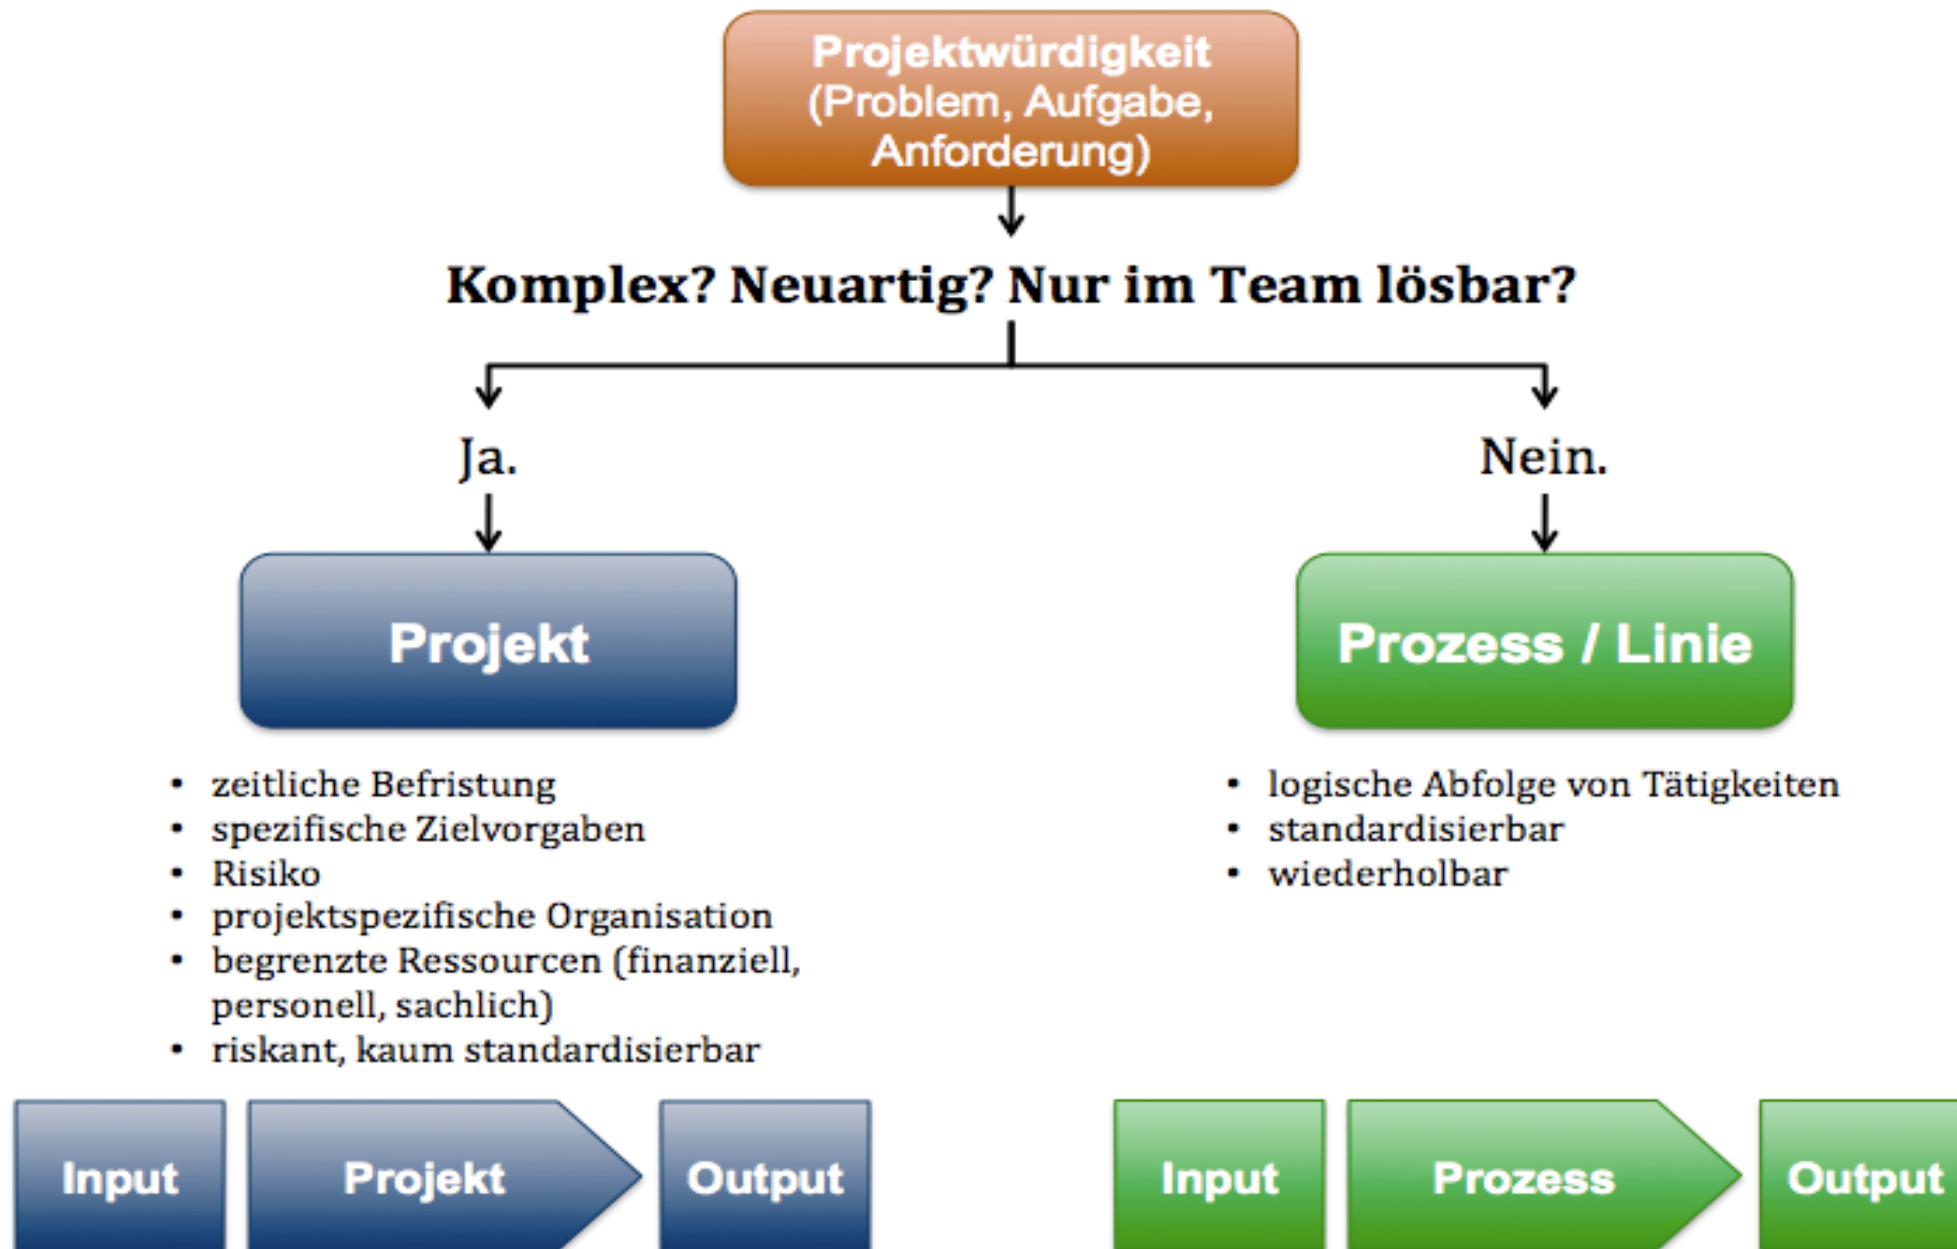 Projektwürdigkeit
(Problem, Aufgabe,
Anforderung)
Komplex? Neuartig? Nur im Team lösbar?
Ja.
Nein.
Projekt
Prozess / Linie
• zeitliche Befristung
• spezifische Zielvorgaben
• Risiko
• projektspezifische Organisation
• begrenzte Ressourcen (finanziell,
personell, sachlich)
• riskant, kaum standardisierbar
• logische Abfolge von Tätigkeiten
• standardisierbar
• wiederholbar
Input
Projekt
Output
Input
Prozess
Output